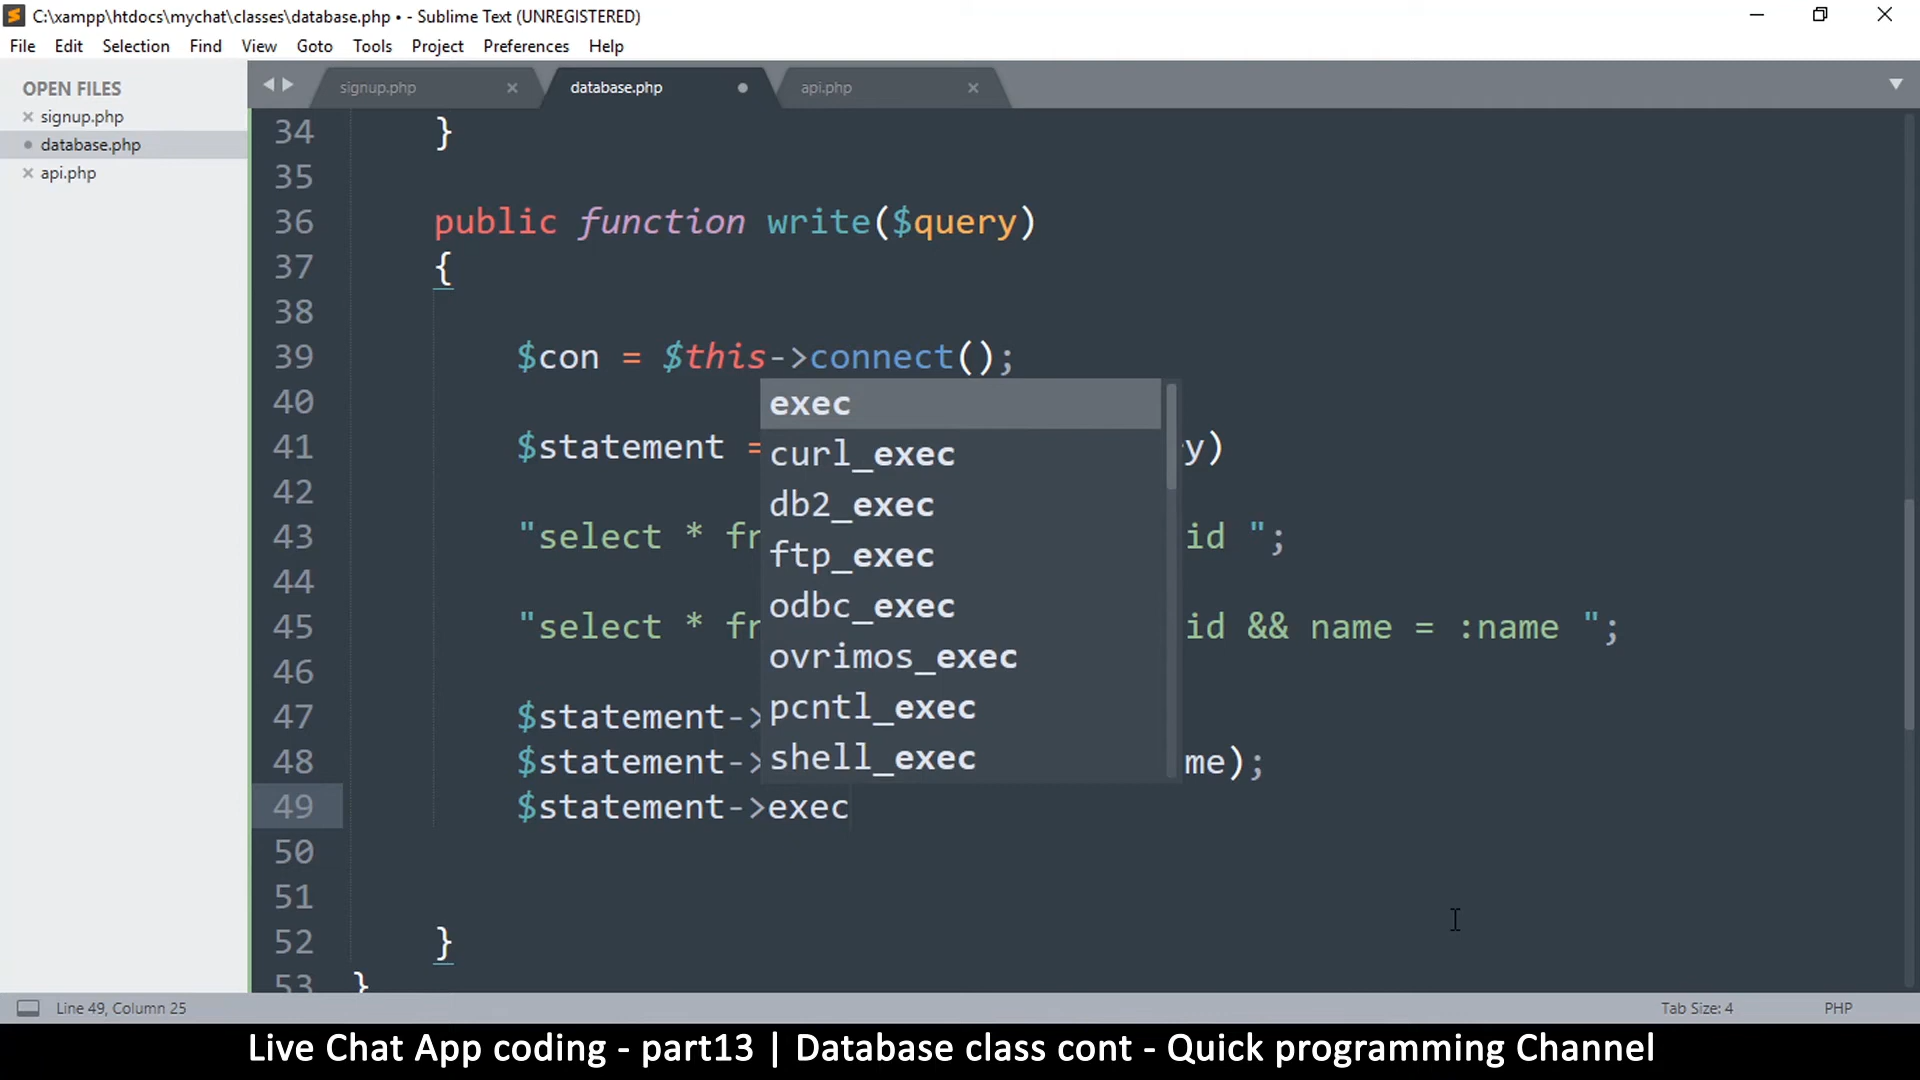 C:\xampp\htdocs\mychat\classes\database.php • - Sublime Text (UNREGISTERED)
File Edit Selection Find View Goto Tools Project Preferences Help
OPEN FILES
signup.php
database.php
api.php
signup.php database.php api.php
34 }
35
36 public function write($query)
37 {
38
39 $con = $this->connect();
40
41 $statement = y)
42
43 "select * fr id ";
44
45 "select * fr id && name = :name ";
46
47 $statement->
48 $statement-> me);
49 $statement->exec
50
51
52 }
53 }
exec
curl_exec
db2_exec
ftp_exec
odbc_exec
ovrimos_exec
pcntl_exec
shell_exec
Line 49, Column 25 Tab Size: 4 PHP
Live Chat App coding - part13 | Database class cont - Quick programming Channel